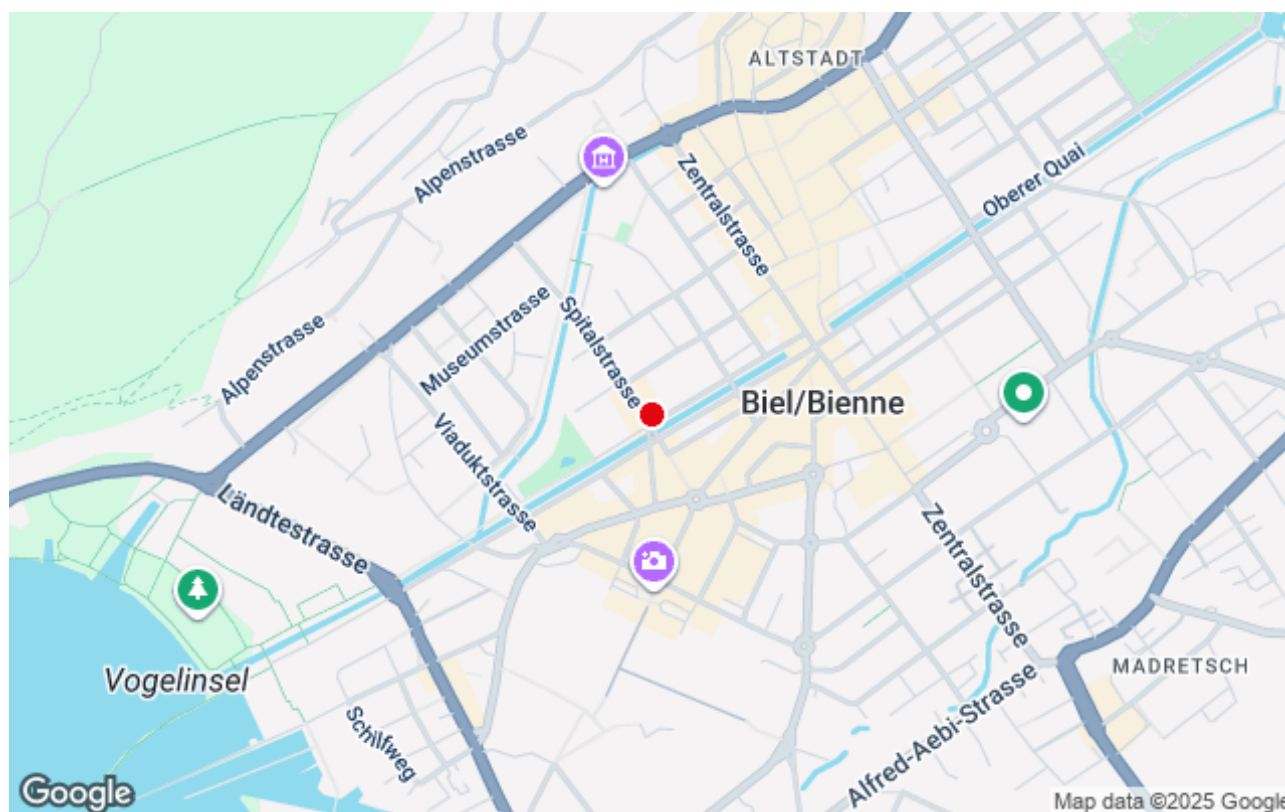 ALTSTADT
Alpenstrasse
Zentralstrasse
Oberer Quai
Museumstrasse
Spitalstrasse
Alpenstrasse
Biel/Bienne
Viaduktstrasse
Ländtestrasse
Zentralstrasse
Vogelinsel
MADRETSCH
Schilfweg
Alfred-Aebi-Strasse
Google
Map data ©2025 Google